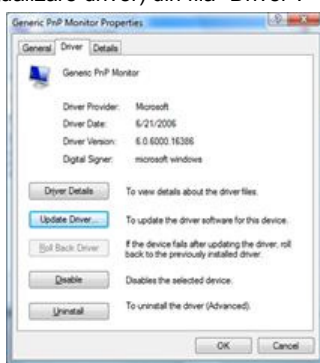 driver) din fila "Driver".
Generic PnP Monitor Properties
General Driver Details
Generic PnP Monitor
Driver Provider: Microsoft
Driver Date: 6/21/2006
Driver Version: 6.0.6000.16386
Digital Signer: microsoft windows
Driver Details To view details about the driver files.
Update Driver... To update the driver software for this device.
Roll Back Driver If the device fails after updating the driver, roll
back to the previously installed driver.
Disable Disables the selected device.
Uninstall To uninstall the driver (Advanced).
OK Cancel